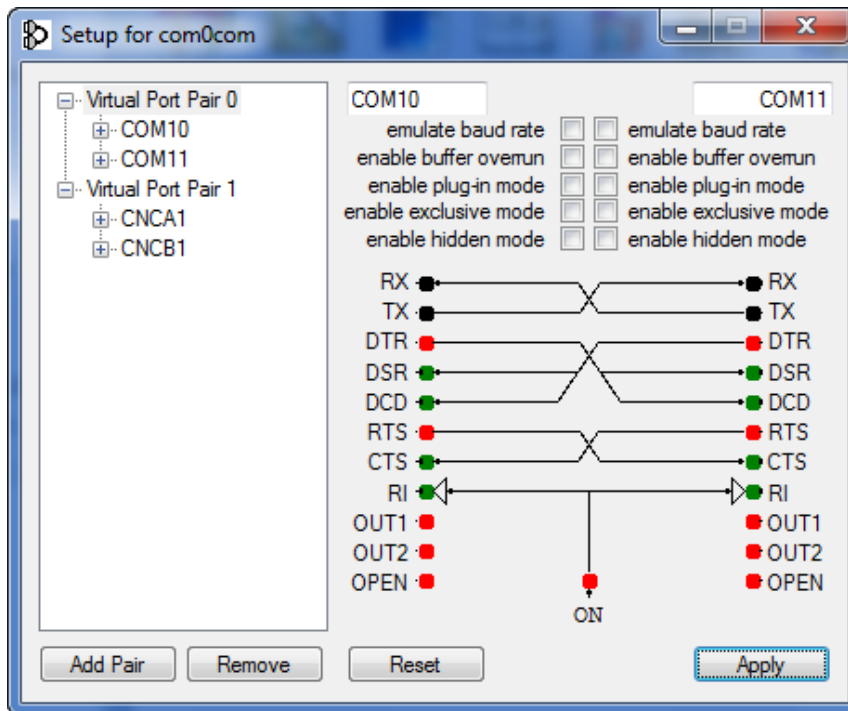 Setup for com0com
Virtual Port Pair 0
COM10
COM11
Virtual Port Pair 1
CNCA1
CNCB1
COM10 COM11
emulate baud rate emulate baud rate
enable buffer overrun enable buffer overrun
enable plug-in mode enable plug-in mode
enable exclusive mode enable exclusive mode
enable hidden mode enable hidden mode
RX RX
TX TX
DTR DTR
DSR DSR
DCD DCD
RTS RTS
CTS CTS
RI RI
OUT1 OUT1
OUT2 OUT2
OPEN OPEN
ON
Add Pair Remove Reset Apply